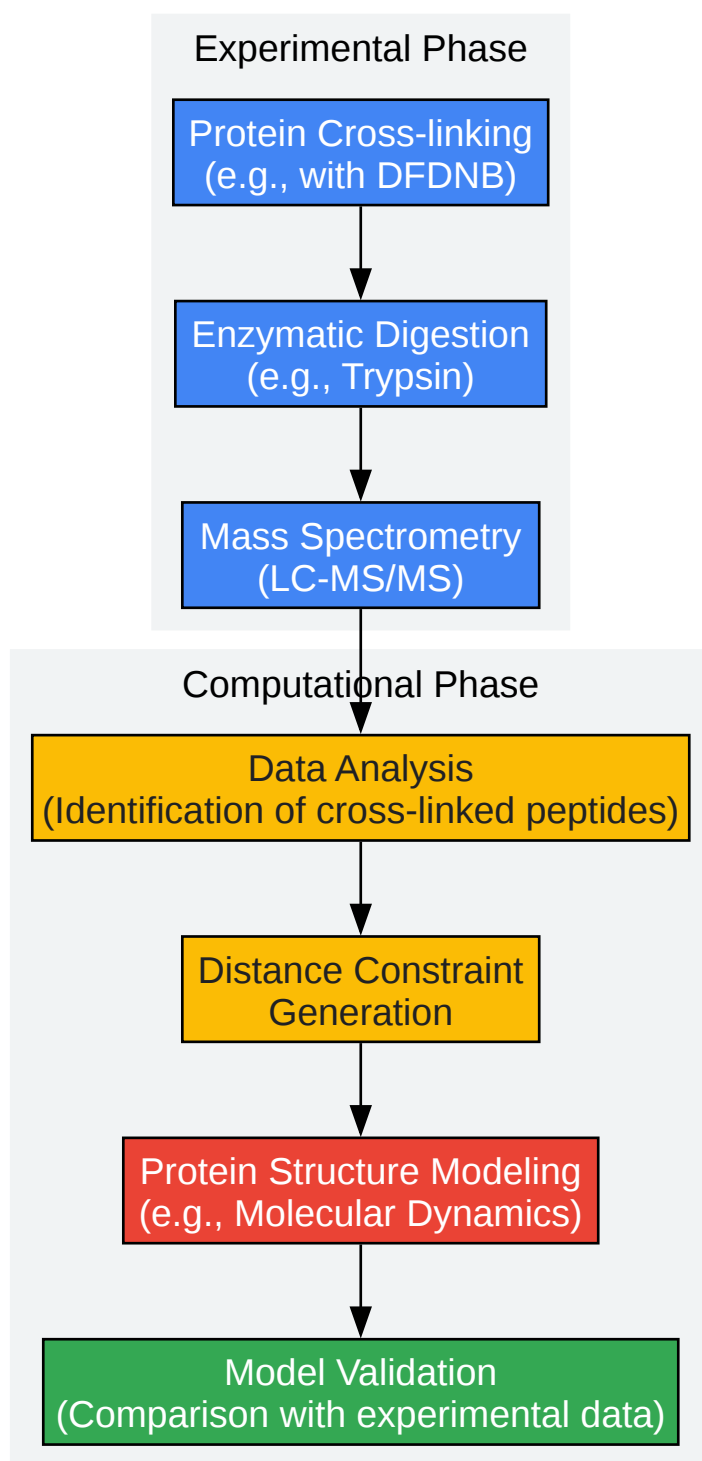 Experimental Phase
Protein Cross-linking
(e.g., with DFDNB)
Enzymatic Digestion
(e.g., Trypsin)
Mass Spectrometry
(LC-MS/MS)
Computational Phase
Data Analysis
(Identification of cross-linked peptides)
Distance Constraint
Generation
Protein Structure Modeling
(e.g., Molecular Dynamics)
Model Validation
(Comparison with experimental data)